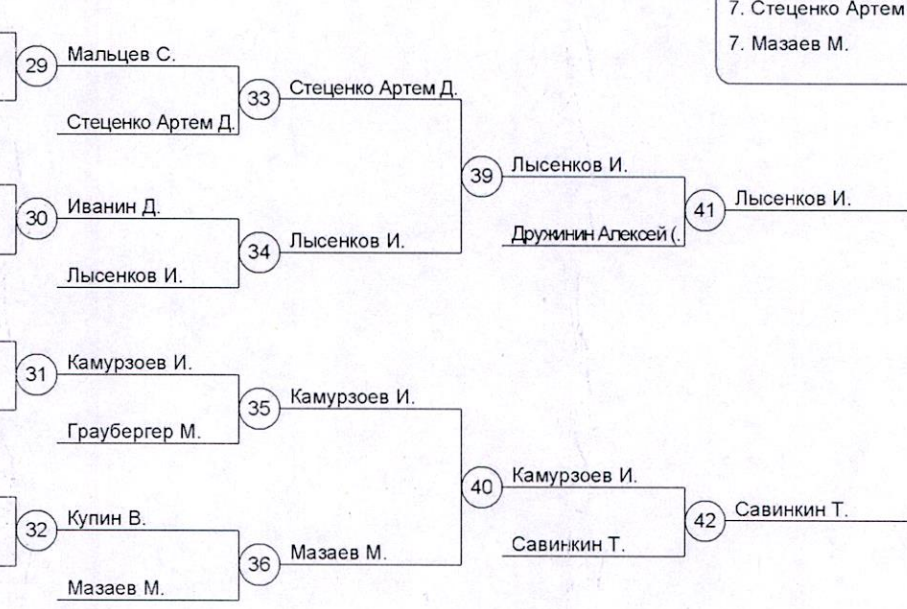 7. Стеценко Артем
7. Мазаев М.
29 Мальцев С.
33 Стеценко Артем Д.
Стеценко Артем Д.
39 Лысенков И.
30 Иванин Д.
41 Лысенков И.
34 Лысенков И.
Дружинин Алексей (.
Лысенков И.
31 Камурзоев И.
35 Камурзоев И.
Граубергер М.
40 Камурзоев И.
32 Купин В.
42 Савинкин Т.
36 Мазаев М.
Савинкин Т.
Мазаев М.